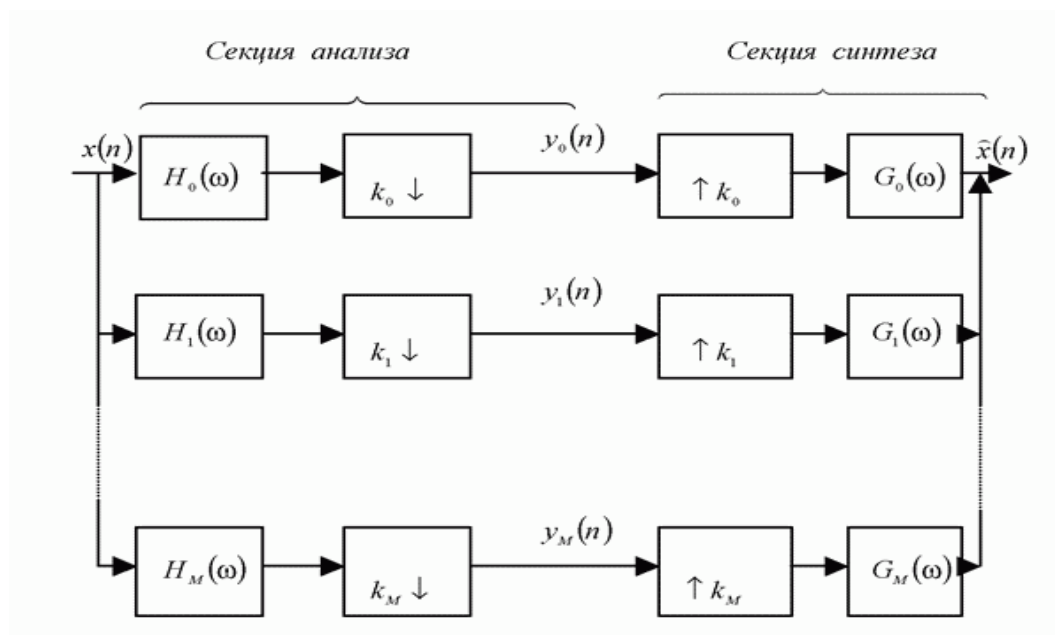 Секция анализа Секция синтеза
x(n) y₀(n) x̂(n)
H₀(ω) k₀ ↓ ↑ k₀ G₀(ω)
y₁(n)
H₁(ω) k₁ ↓ ↑ k₁ G₁(ω)
y_M(n)
H_M(ω) k_M ↓ ↑ k_M G_M(ω)